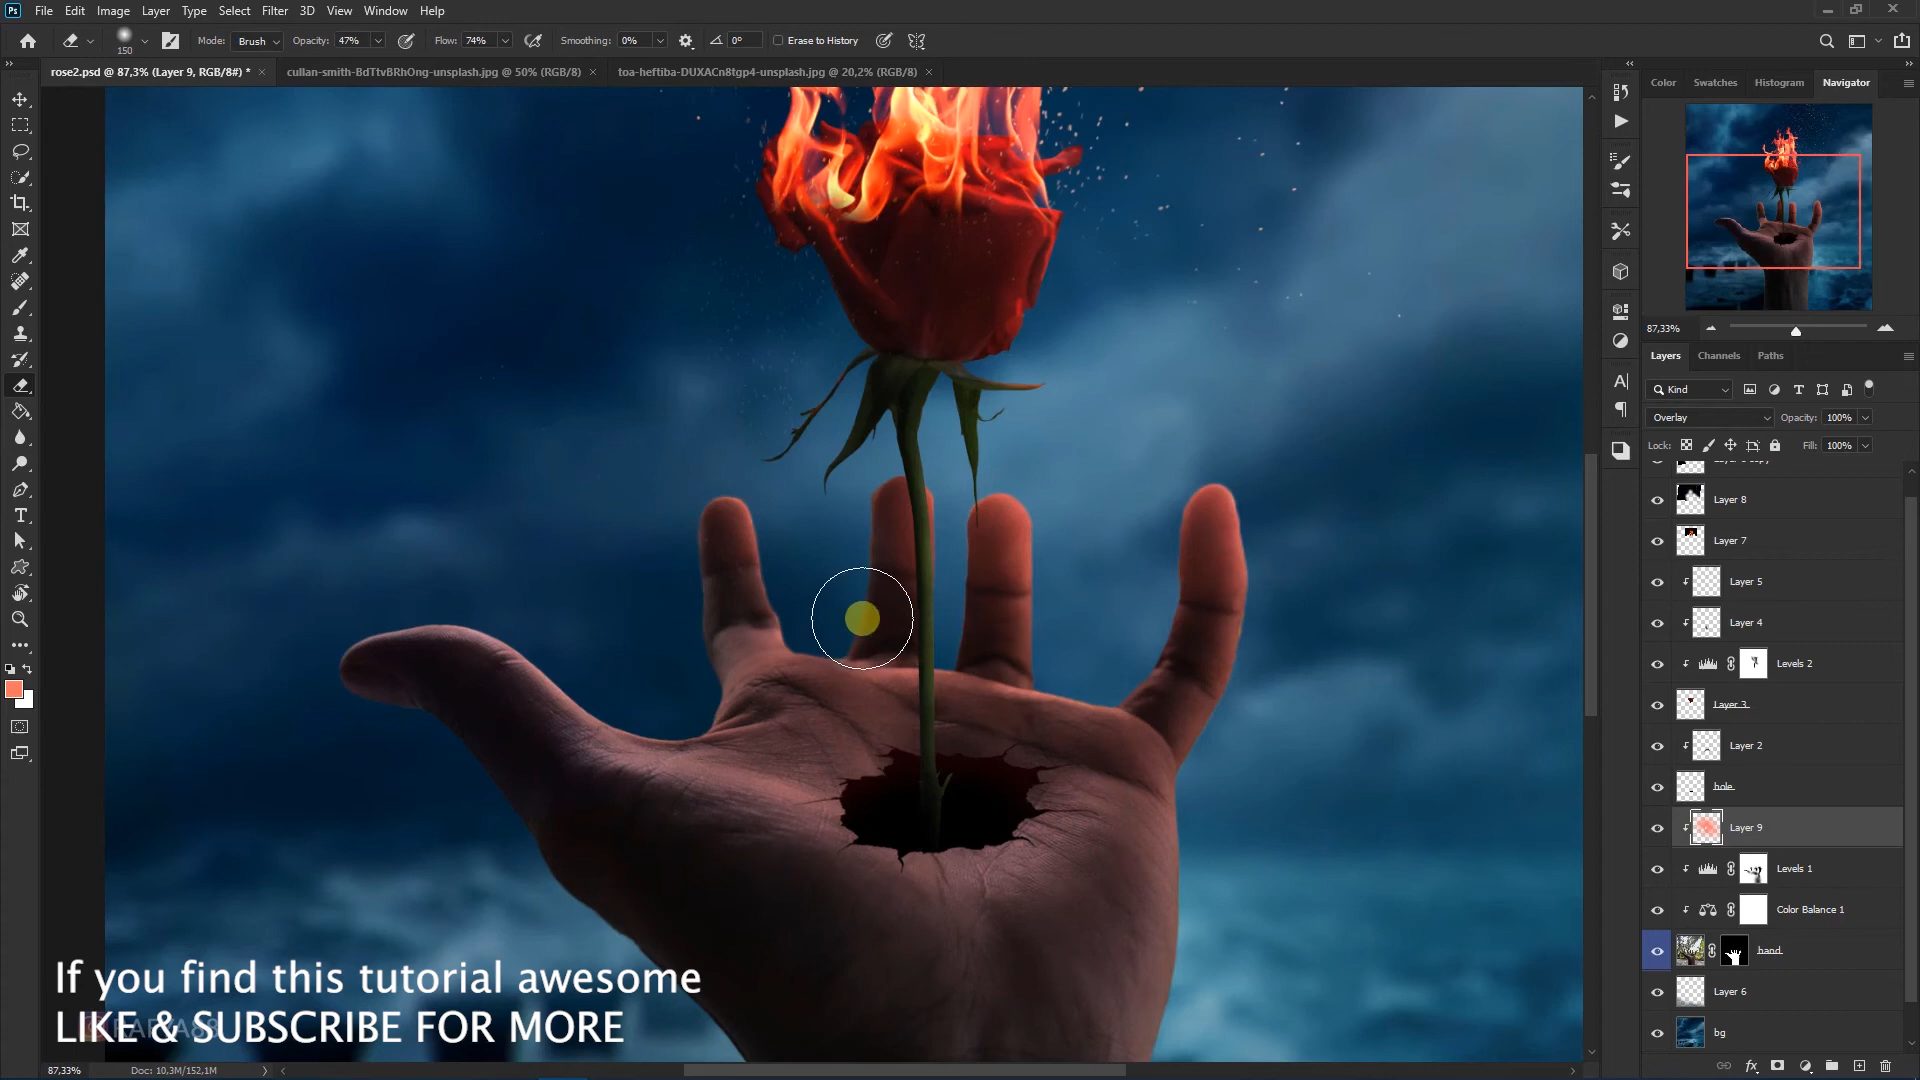 Ps File Edit Image Layer Type Select Filter 3D View Window Help
150 Mode: Brush Opacity: 47% Flow: 74% Smoothing: 0% 0° Erase to History
rose2.psd @ 87,3% (Layer 9, RGB/8#) * cullan-smith-BdTtvBRhOng-unsplash.jpg @ 50% (RGB/8) toa-heftiba-DUXACn8tgp4-unsplash.jpg @ 20,2% (RGB/8)
Color Swatches Histogram Navigator
87,33%
Layers Channels Paths
Kind
Overlay Opacity: 100%
Lock: Fill: 100%
Layer 8
Layer 7
Layer 5
Layer 4
Levels 2
Layer 3
Layer 2
hole
Layer 9
Levels 1
Color Balance 1
hand
Layer 6
bg
If you find this tutorial awesome
LIKE & SUBSCRIBE FOR MORE
87,33% Doc: 10,3M/152,1M
fx